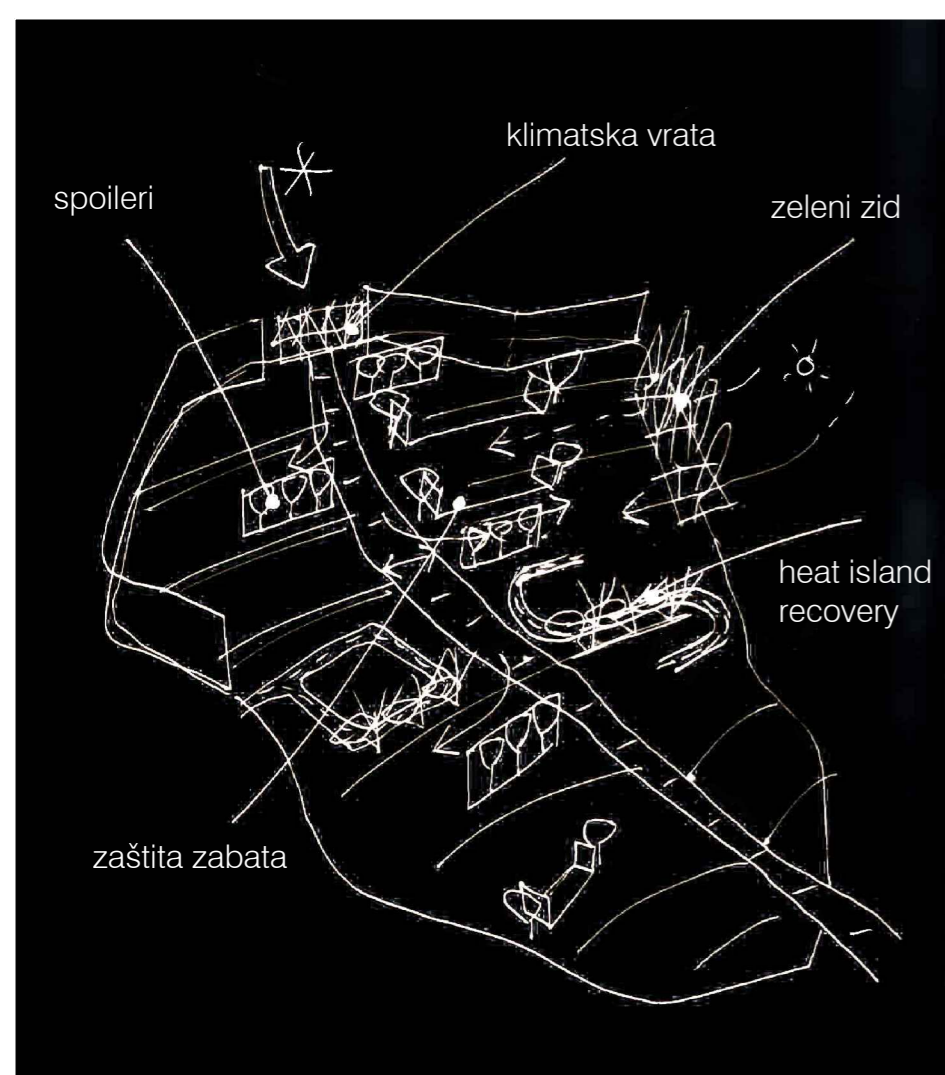 klimatska vrata
spoileri
zeleni zid
heat island
recovery
zaštita zabata